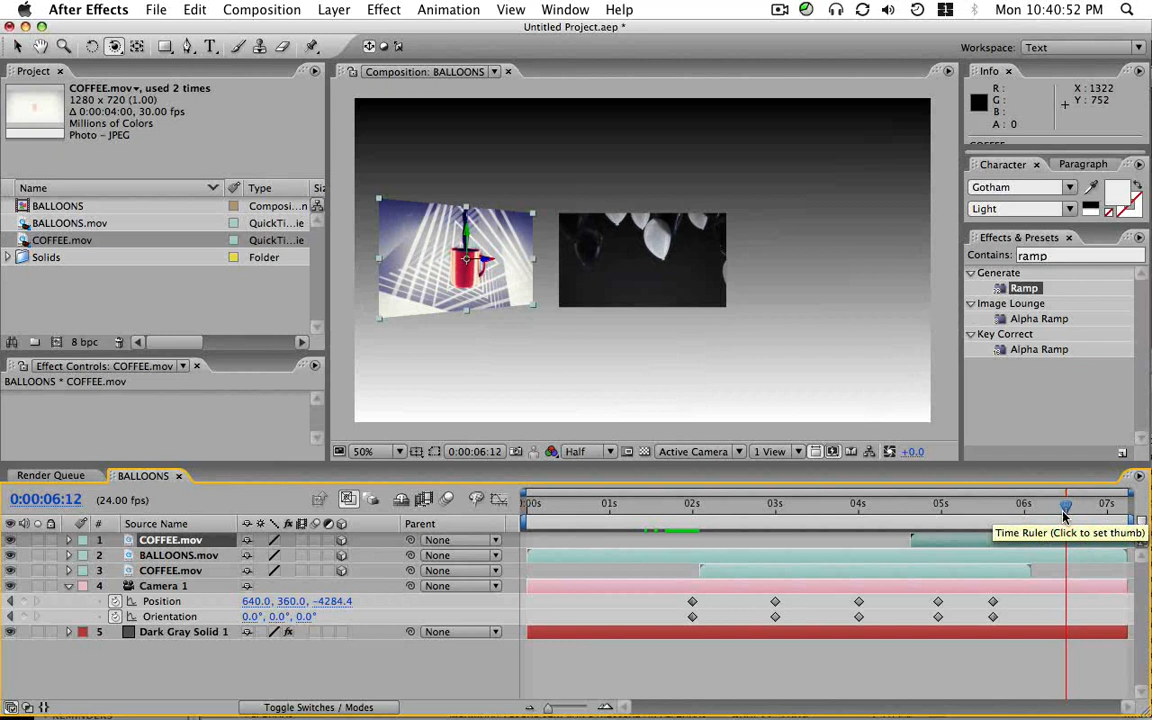 After Effects File Edit Composition Layer Effect Animation View Window Help Mon 10:40:52 PM
Untitled Project.aep *
T Workspace: Text
Project Composition: BALLOONS Info
COFFEE.mov, used 2 times
1280 x 720 (1.00)
Δ 0:00:04:00, 30.00 fps
Millions of Colors
Photo – JPEG
R: X: 1322
G: Y: 752
B:
A: 0
Character Paragraph
Gotham
Light
Name Type Siz
BALLOONS Composi...n
BALLOONS.mov QuickTi...ie
COFFEE.mov QuickTi...ie
Solids Folder
8 bpc
Effects & Presets
Contains: ramp
Generate
Ramp
Image Lounge
Alpha Ramp
Key Correct
Alpha Ramp
Effect Controls: COFFEE.mov
BALLOONS * COFFEE.mov
50% 0:00:06:12 Half Active Camera 1 View +0.0
Render Queue BALLOONS
0:00:06:12 (24.00 fps) :00s 01s 02s 03s 04s 05s 06s 07s
# Source Name fx Parent
Time Ruler (Click to set thumb)
1 COFFEE.mov None
2 BALLOONS.mov None
3 COFFEE.mov None
4 Camera 1 None
Position 640.0, 360.0, -4284.4
Orientation 0.0°, 0.0°, 0.0°
5 Dark Gray Solid 1 fx None
Toggle Switches / Modes